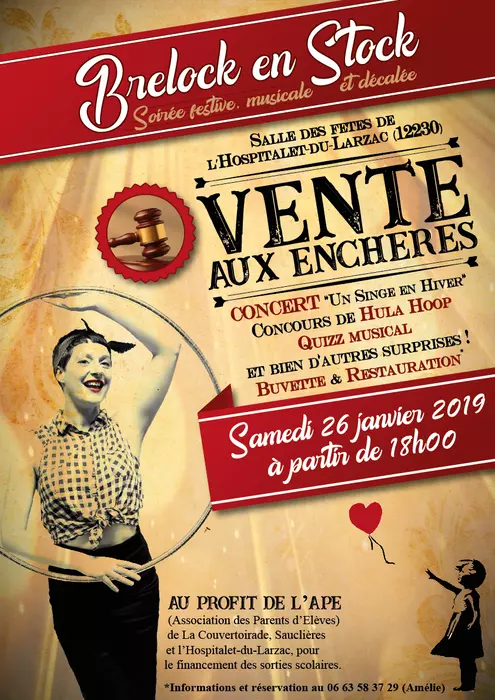 Brelock en Stock
Soirée festive, musicale et décalée
Salle des fetes de
l'Hospitalet-du-Larzac (12230)
VENTE
AUX ENCHERES
CONCERT "Un Singe en Hiver"
Concours de Hula Hoop
Quizz musical
et bien d'autres surprises !
Buvette & Restauration*
Samedi 26 janvier 2019
à partir de 18h00
AU PROFIT DE L'APE
(Association des Parents d'Elèves)
de La Couvertoirade, Sauclières
et l'Hospitalet-du-Larzac, pour
le financement des sorties scolaires.
*Informations et réservation au 06 63 58 37 29 (Amélie)